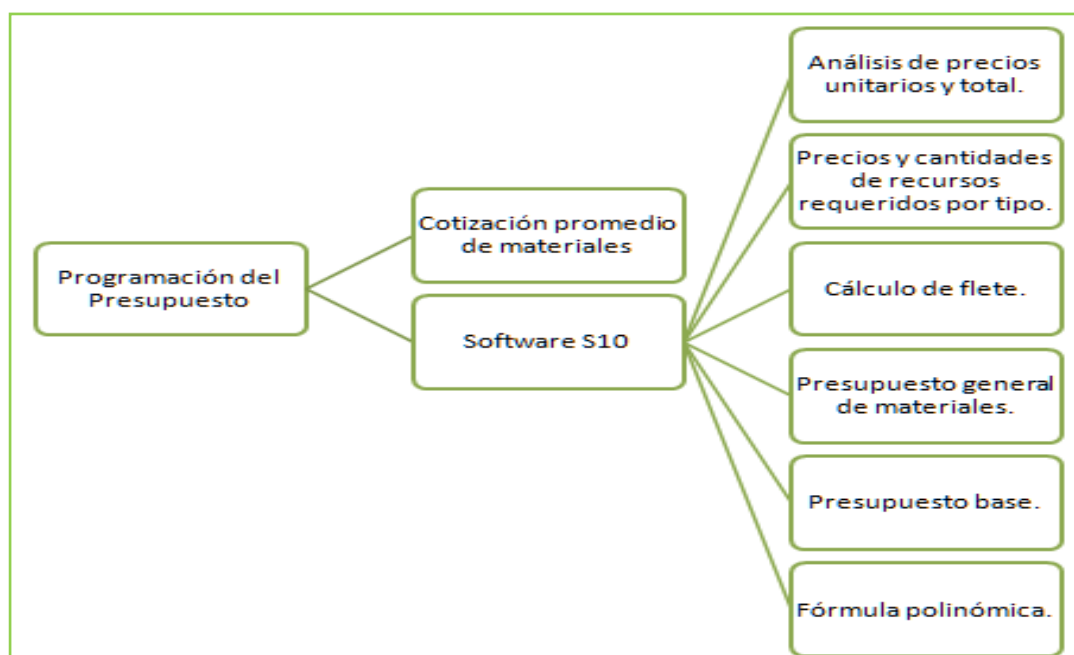 Programación del
Presupuesto
Cotización promedio
de materiales
Software S10
Análisis de precios
unitarios y total.
Precios y cantidades
de recursos
requeridos por tipo.
Cálculo de flete.
Presupuesto general
de materiales.
Presupuesto base.
Fórmula polinómica.